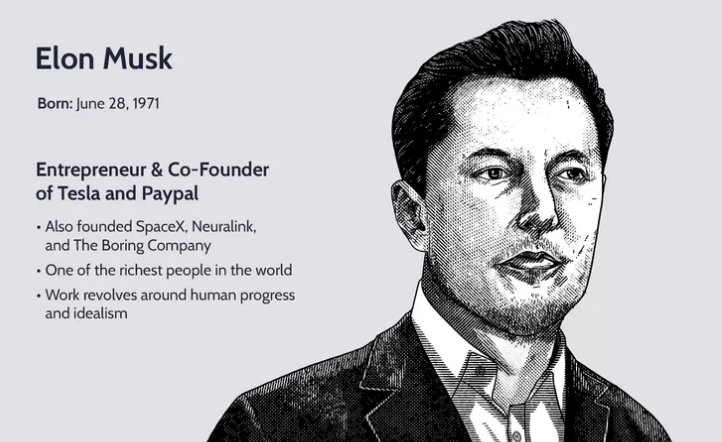 Elon Musk
Born: June 28, 1971
Entrepreneur & Co-Founder
of Tesla and Paypal
• Also founded SpaceX, Neuralink,
and The Boring Company
• One of the richest people in the world
• Work revolves around human progress
and idealism